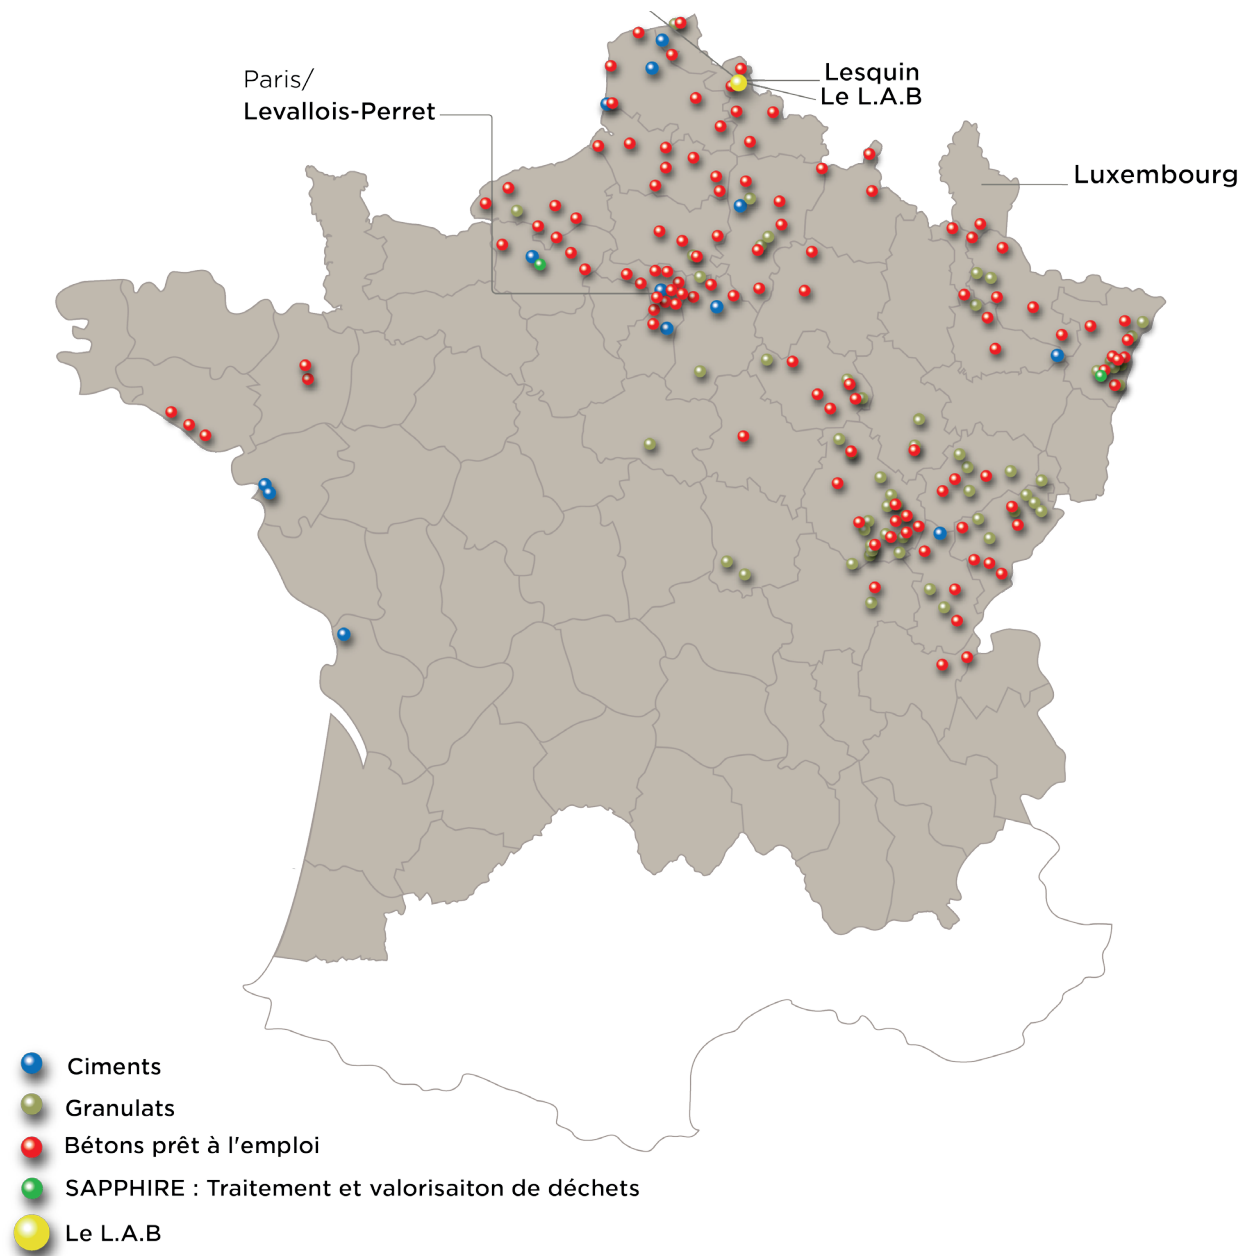 Paris/
Levallois-Perret
Lesquin
Le L.A.B
Luxembourg
Ciments
Granulats
Bétons prêt à l'emploi
SAPPHIRE : Traitement et valorisaiton de déchets
Le L.A.B